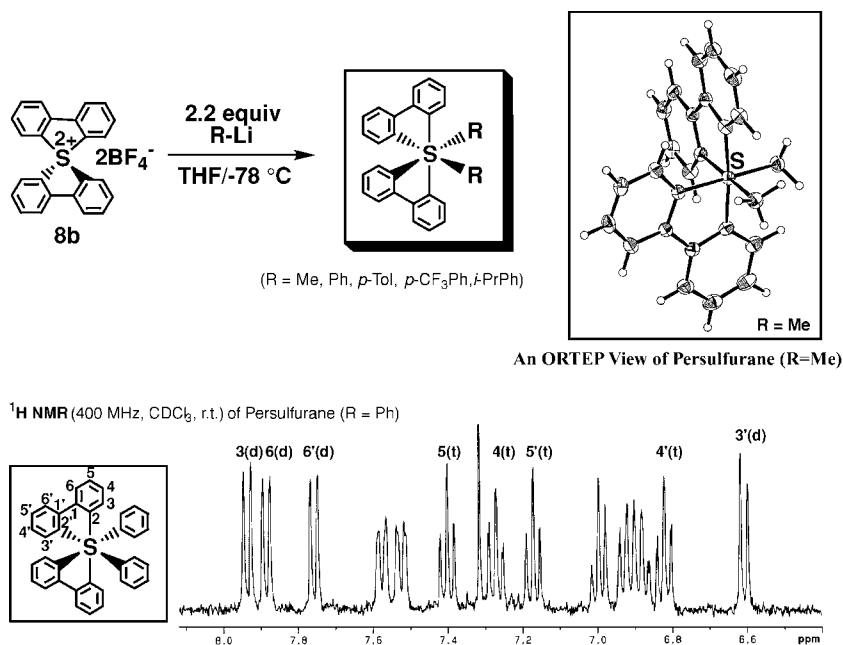 2.2 equiv
R-Li
THF/-78 °C
S
2+
2BF4-
8b
S
R
R
(R = Me, Ph, p-Tol, p-CF3Ph,i-PrPh)
S
R = Me
An ORTEP View of Persulfurane (R=Me)
1H NMR (400 MHz, CDCl3, r.t.) of Persulfurane (R = Ph)
3(d) 6(d) 6'(d) 5(t) 4(t) 5'(t) 4'(t) 3'(d)
5
6 4
6' 3
5' 1' 1 2
4' 2'
3'
S
8.0 7.8 7.6 7.4 7.2 7.0 6.8 6.6 ppm